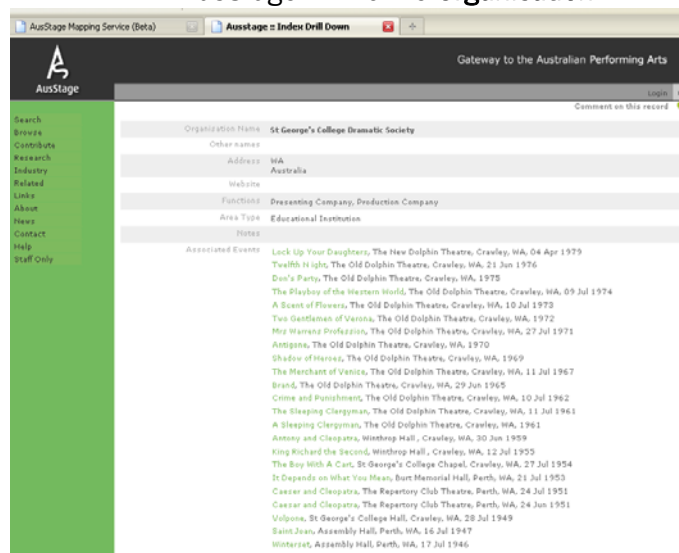 AusStage Mapping Service (Beta)
Ausstage :: Index Drill Down
AusStage
Gateway to the Australian Performing Arts
Login
Comment on this record
Search
Browse
Contribute
Research
Industry
Related
Links
About
News
Contact
Help
Staff Only
Organization Name St George's College Dramatic Society
Other names
Address WA
Australia
Website
Functions Presenting Company, Production Company
Area Type Educational Institution
Notes
Associated Events Lock Up Your Daughters, The New Dolphin Theatre, Crawley, WA, 04 Apr 1979
Twelfth N ight, The Old Dolphin Theatre, Crawley, WA, 21 Jun 1976
Don's Party, The Old Dolphin Theatre, Crawley, WA, 1975
The Playboy of the Western World, The Old Dolphin Theatre, Crawley, WA, 09 Jul 1974
A Scent of Flowers, The Old Dolphin Theatre, Crawley, WA, 10 Jul 1973
Two Gentlemen of Verona, The Old Dolphin Theatre, Crawley, WA, 1972
Mrs Warrens Profession, The Old Dolphin Theatre, Crawley, WA, 27 Jul 1971
Antigone, The Old Dolphin Theatre, Crawley, WA, 1970
Shadow of Heroes, The Old Dolphin Theatre, Crawley, WA, 1969
The Merchant of Venice, The Old Dolphin Theatre, Crawley, WA, 11 Jul 1967
Brand, The Old Dolphin Theatre, Crawley, WA, 29 Jun 1965
Crime and Punishment, The Old Dolphin Theatre, Crawley, WA, 10 Jul 1962
The Sleeping Clergyman, The Old Dolphin Theatre, Crawley, WA, 11 Jul 1961
A Sleeping Clergyman, The Old Dolphin Theatre, Crawley, WA, 1961
Antony and Cleopatra, Winthrop Hall , Crawley, WA, 30 Jun 1959
King Richard the Second, Winthrop Hall , Crawley, WA, 12 Jul 1955
The Boy With A Cart, St George's College Chapel, Crawley, WA, 27 Jul 1954
It Depends on What You Mean, Burt Memorial Hall, Perth, WA, 21 Jul 1953
Caeser and Cleopatra, The Repertory Club Theatre, Perth, WA, 24 Jul 1951
Caesar and Cleopatra, The Repertory Club Theatre, Perth, WA, 24 Jun 1951
Volpone, St George's College Hall, Crawley, WA, 28 Jul 1949
Saint Joan, Assembly Hall, Perth, WA, 16 Jul 1947
Winterset, Assembly Hall, Perth, WA, 17 Jul 1946